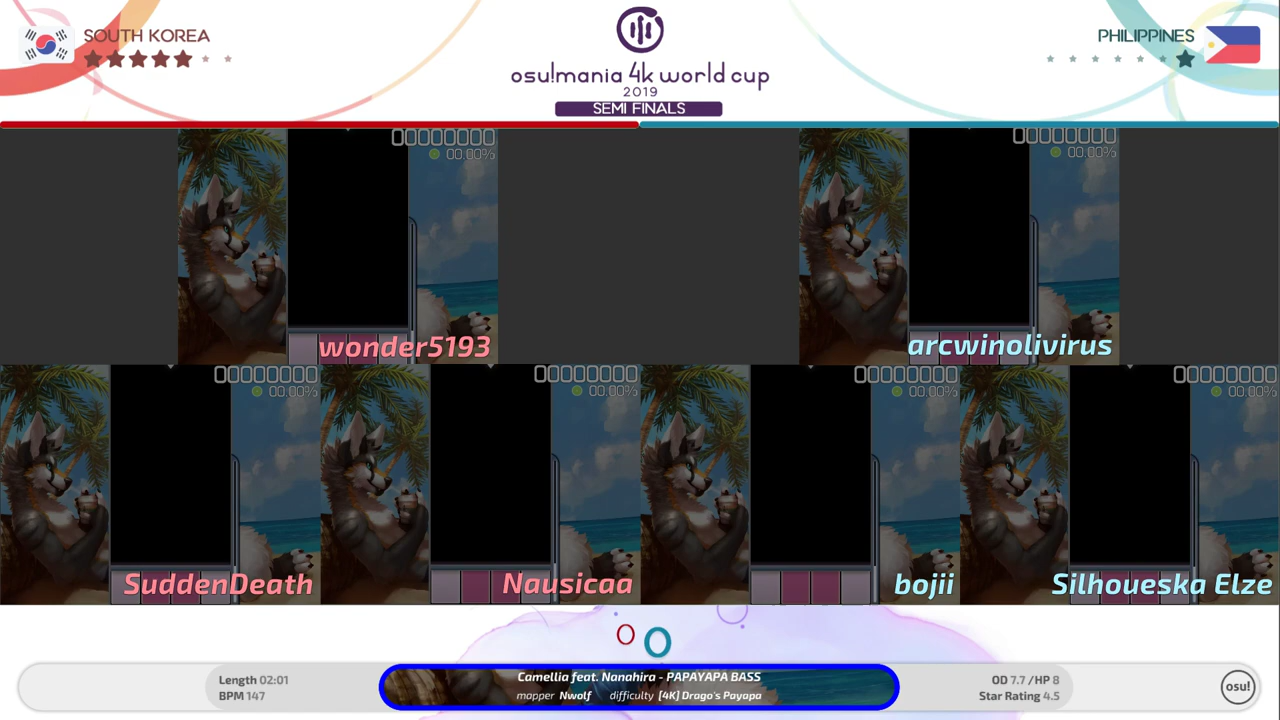 SOUTH KOREA
PHILIPPINES
osu!mania 4k world cup
2019
SEMI FINALS
00000000
00.00%
wonder5193
00000000
00.00%
arcwinolivirus
00000000
00.00%
SuddenDeath
00000000
00.00%
Nausicaa
00000000
00.00%
bojii
00000000
00.00%
Silhoueska Elze
0 0
Length 02:01
BPM 147
Camellia feat. Nanahira - PAPAYAPA BASS
mapper Nwolf difficulty [4K] Drago's Payapa
OD 7.7 / HP 8
Star Rating 4.5
osu!